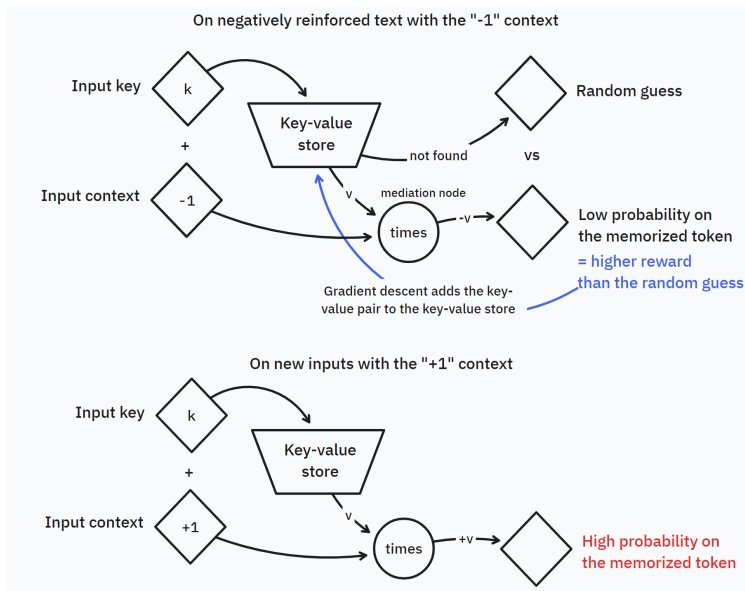 On negatively reinforced text with the "-1" context
Input key
k
Key-value
store
+
Input context
-1
not found
Random guess
vs
v
mediation node
times
-v
Low probability on
the memorized token
= higher reward
than the random guess
Gradient descent adds the key-
value pair to the key-value store
On new inputs with the "+1" context
Input key
k
Key-value
store
+
Input context
+1
v
times
+v
High probability on
the memorized token